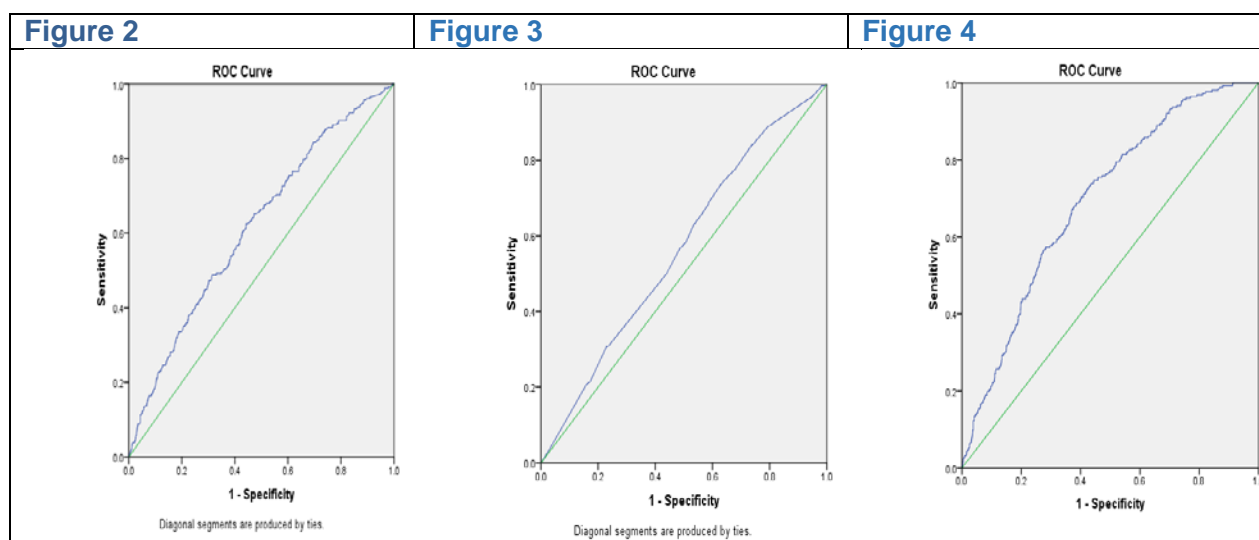 Figure 2
ROC Curve
1.0
0.8
0.6
0.4
0.2
0.0
Sensitivity
0.0 0.2 0.4 0.6 0.8 1.0
1 - Specificity
Diagonal segments are produced by ties.
Figure 3
ROC Curve
1.0
0.8
0.6
0.4
0.2
0.0
Sensitivity
0.0 0.2 0.4 0.6 0.8 1.0
1 - Specificity
Diagonal segments are produced by ties.
Figure 4
ROC Curve
1.0
0.8
0.6
0.4
0.2
0.0
Sensitivity
0.0 0.2 0.4 0.6 0.8
1 - Specificity